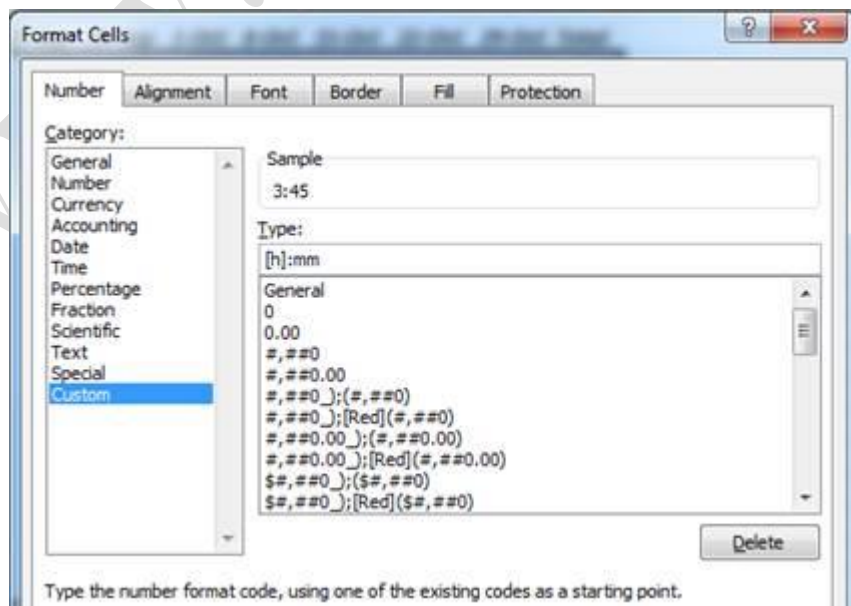 Format Cells
Number Alignment Font Border Fill Protection
Category:
General
Number
Currency
Accounting
Date
Time
Percentage
Fraction
Scientific
Text
Special
Custom
Sample
3:45
Type:
[h]:mm
General
0
0.00
#,##0
#,##0.00
#,##0_);(#,##0)
#,##0_);[Red](#,##0)
#,##0.00_);(#,##0.00)
#,##0.00_);[Red](#,##0.00)
$#,##0_);($#,##0)
$#,##0_);[Red]($#,##0)
Delete
Type the number format code, using one of the existing codes as a starting point.